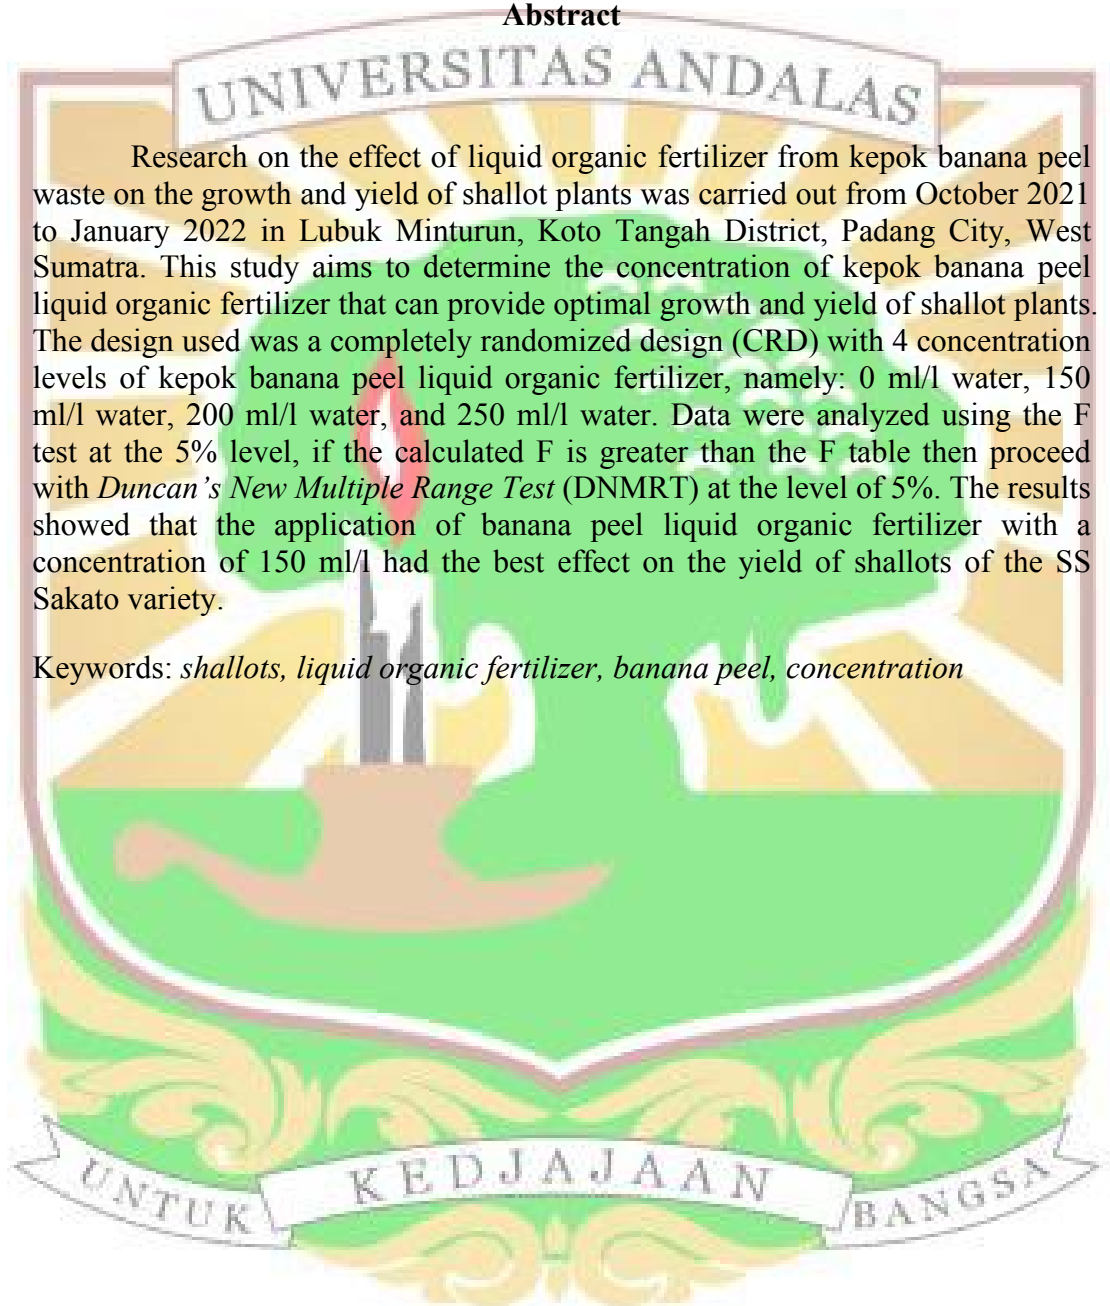 Abstract
UNIVERSITAS ANDALAS
Research on the effect of liquid organic fertilizer from kepok banana peel
waste on the growth and yield of shallot plants was carried out from October 2021
to January 2022 in Lubuk Minturun, Koto Tangah District, Padang City, West
Sumatra. This study aims to determine the concentration of kepok banana peel
liquid organic fertilizer that can provide optimal growth and yield of shallot plants.
The design used was a completely randomized design (CRD) with 4 concentration
levels of kepok banana peel liquid organic fertilizer, namely: 0 ml/l water, 150
ml/l water, 200 ml/l water, and 250 ml/l water. Data were analyzed using the F
test at the 5% level, if the calculated F is greater than the F table then proceed
with Duncan’s New Multiple Range Test (DNMRT) at the level of 5%. The results
showed that the application of banana peel liquid organic fertilizer with a
concentration of 150 ml/l had the best effect on the yield of shallots of the SS
Sakato variety.
Keywords: shallots, liquid organic fertilizer, banana peel, concentration
UNTUK KEDJAJAAN BANGSA